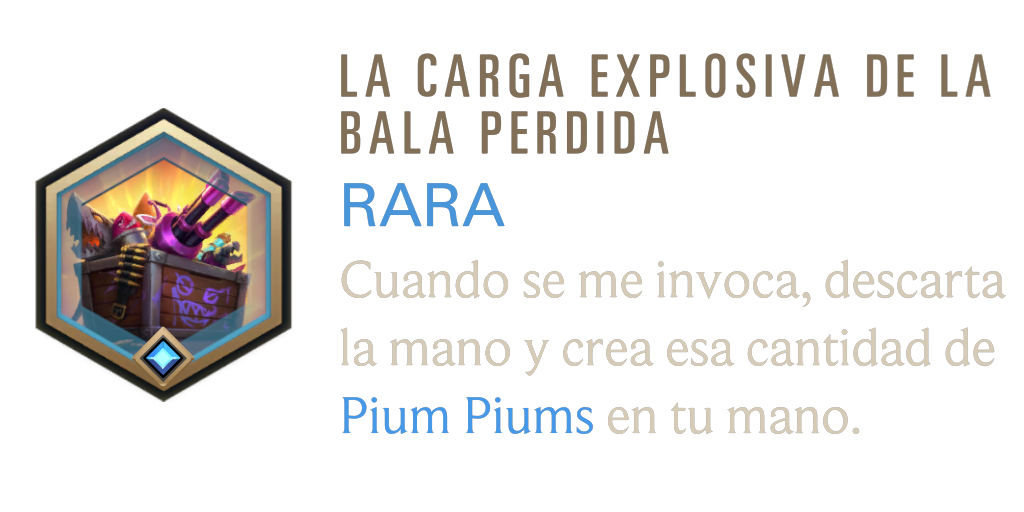 LA CARGA EXPLOSIVA DE LA
BALA PERDIDA
RARA
Cuando se me invoca, descarta
la mano y crea esa cantidad de
Pium Piums en tu mano.